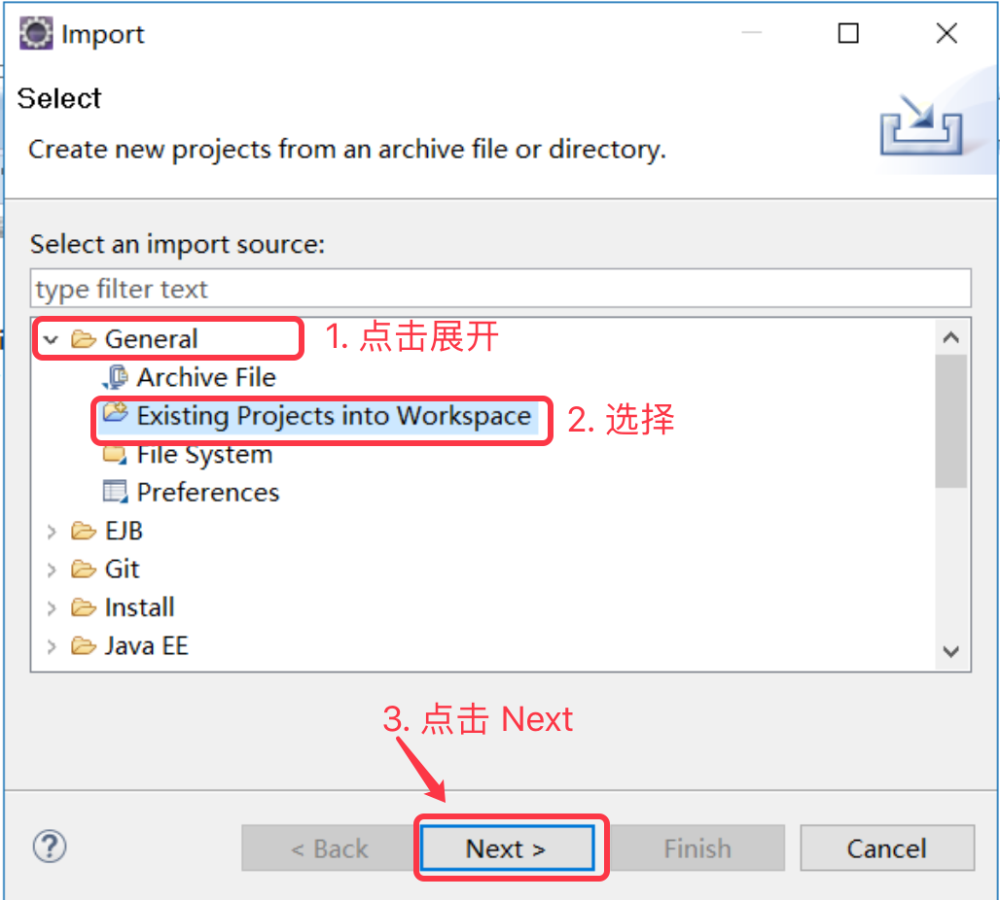 Import
Select
Create new projects from an archive file or directory.
Select an import source:
type filter text
General
1. 点击展开
Archive File
Existing Projects into Workspace
2. 选择
File System
Preferences
EJB
Git
Install
Java EE
3. 点击 Next
?
< Back
Next >
Finish
Cancel